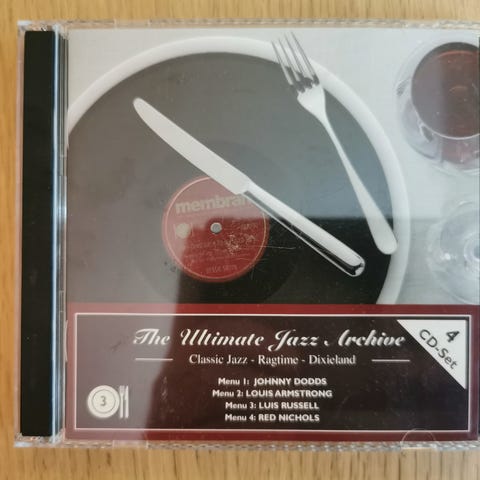 membran
The Ultimate Jazz Archive
Classic Jazz - Ragtime - Dixieland
4
CD-Set
Menu 1: JOHNNY DODDS
Menu 2: LOUIS ARMSTRONG
Menu 3: LUIS RUSSELL
Menu 4: RED NICHOLS
3